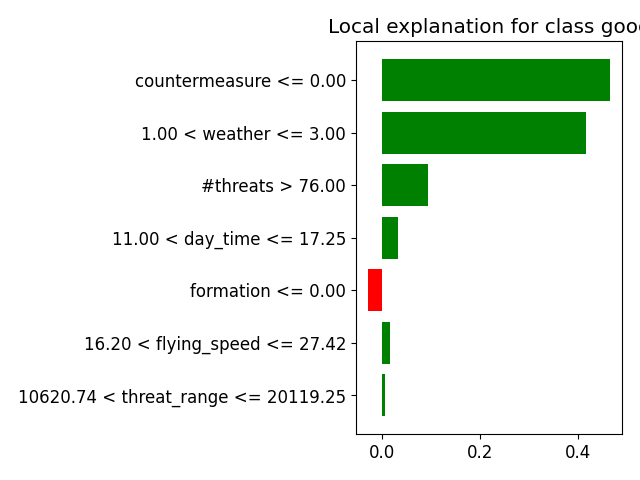 Local explanation for class good
countermeasure <= 0.00
1.00 < weather <= 3.00
#threats > 76.00
11.00 < day_time <= 17.25
formation <= 0.00
16.20 < flying_speed <= 27.42
10620.74 < threat_range <= 20119.25
0.0 0.2 0.4